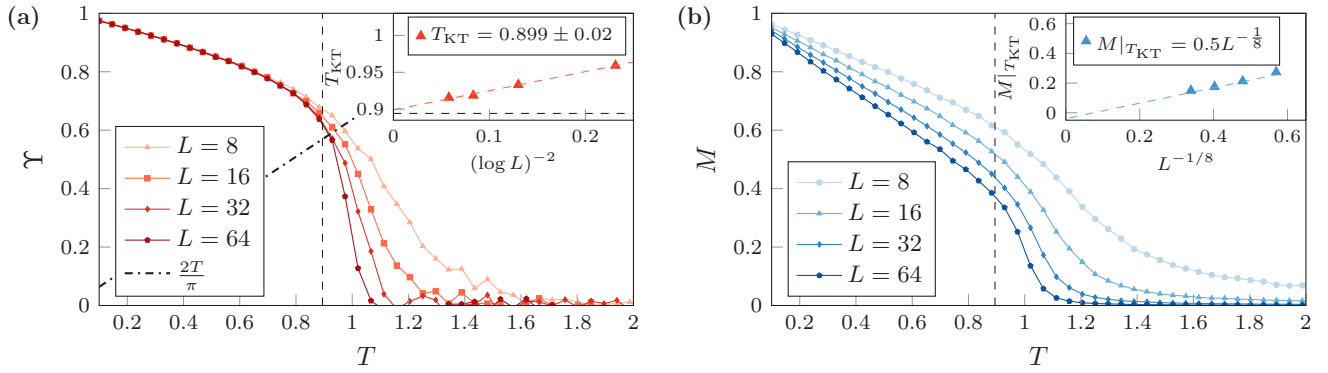 (a)
1
0.8
0.6
0.4
0.2
0
0.2 0.4 0.6 0.8 1 1.2 1.4 1.6 1.8 2
T
Υ
T_KT
L = 8
L = 16
L = 32
L = 64
2T/π
T_KT = 0.899 ± 0.02
1
0.95
0.9
0 0.1 0.2
(log L)^−2
(b)
1
0.8
0.6
0.4
0.2
0
0.2 0.4 0.6 0.8 1 1.2 1.4 1.6 1.8 2
T
M
M|_T_KT
L = 8
L = 16
L = 32
L = 64
M|_T_KT = 0.5L^−1/8
0.6
0.4
0.2
0
0 0.2 0.4 0.6
L^−1/8